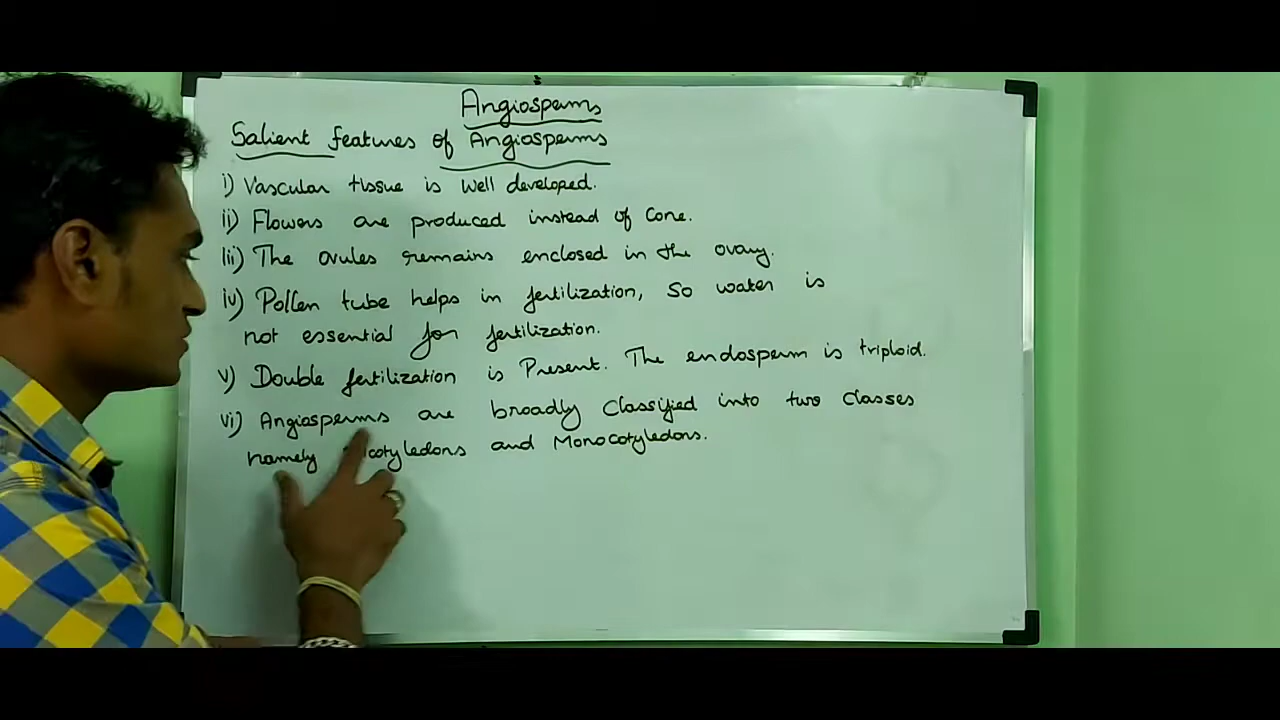 Angiosperms
Salient features of Angiosperms
i) Vascular tissue is well developed.
ii) Flowers are produced instead of Cone.
iii) The ovules remains enclosed in the ovary.
iv) Pollen tube helps in fertilization, So water is
not essential for fertilization.
v) Double fertilization is Present. The endosperm is triploid.
vi) Angiosperms are broadly Classified into two Classes
namely icotyledons and Monocotyledons.